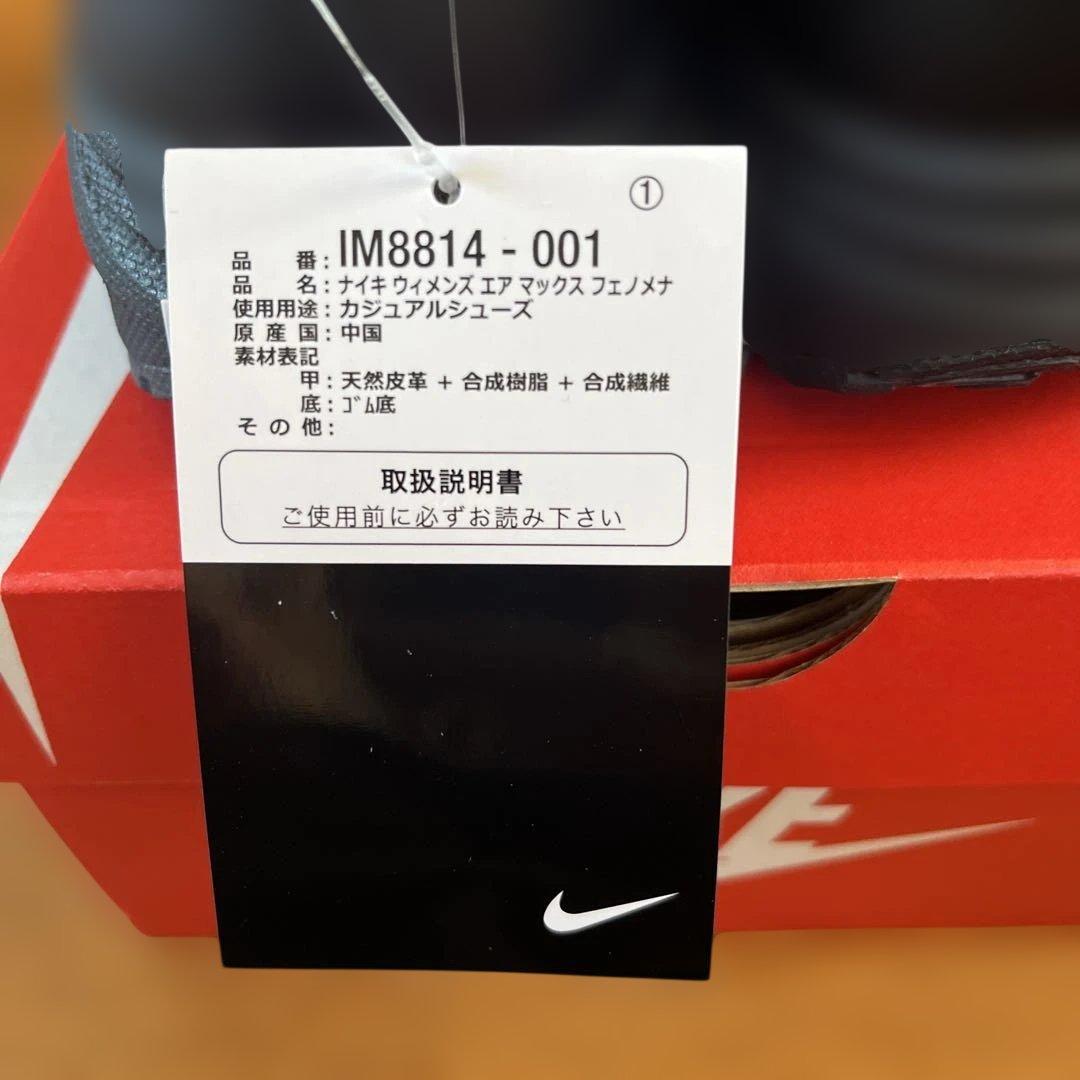 ①
品 番: IM8814 - 001
品 名: ナイキ ウィメンズ エア マックス フェノメナ
使用用途: カジュアルシューズ
原 産 国: 中国
素材表記
甲: 天然皮革 + 合成樹脂 + 合成繊維
底: ゴム底
そ の 他:
取扱説明書
ご使用前に必ずお読み下さい